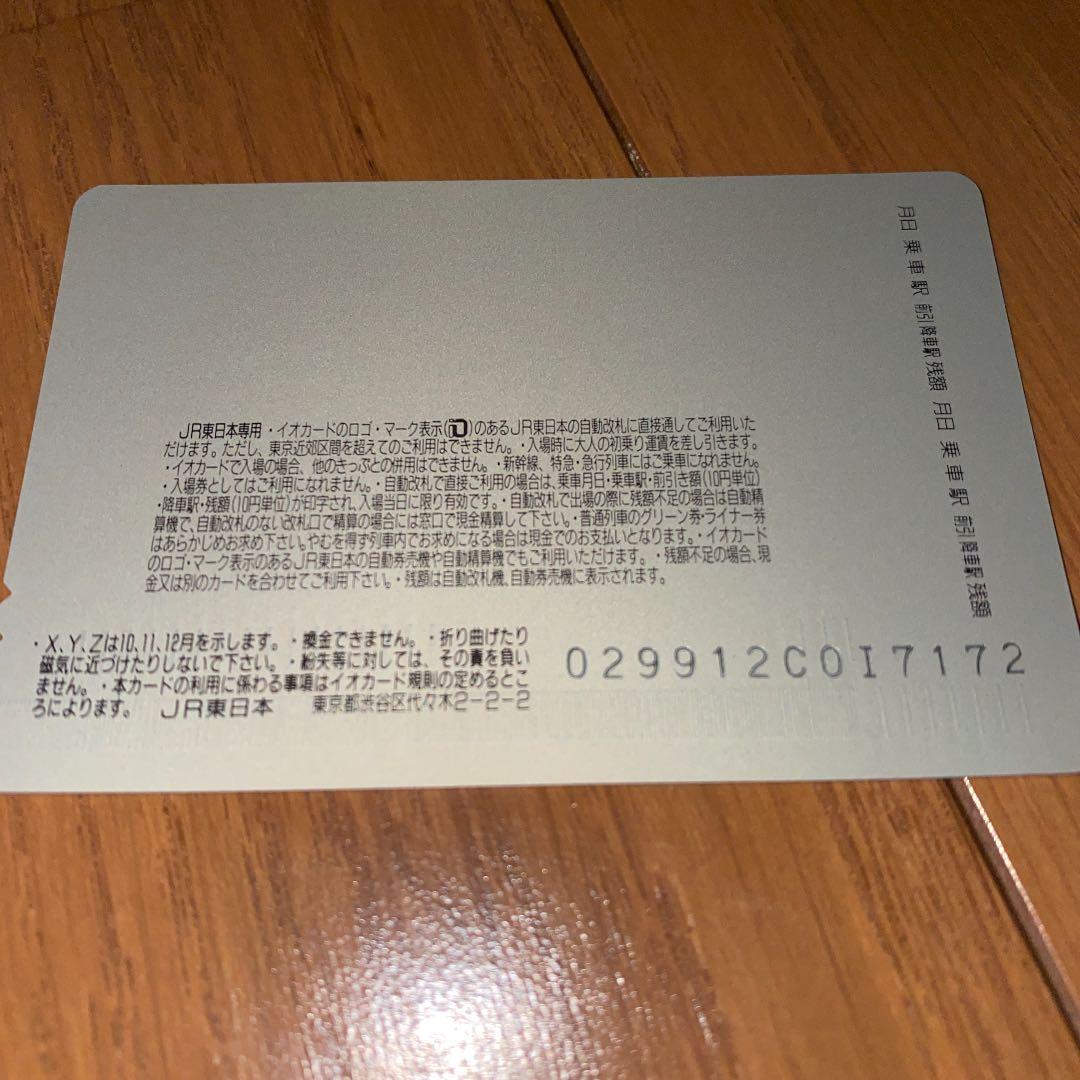 月日 乗車駅 前引 降車駅 残額 月日 乗車駅 前引 降車駅 残額
JR東日本専用・イオカードのロゴ・マーク表示(iO)のあるJR東日本の自動改札に直接通してご利用いた
だけます。ただし、東京近郊区間を超えてのご利用はできません。・入場時に大人の初乗り運賃を差し引きます。
・イオカードで入場の場合、他のきっぷとの併用はできません。・新幹線、特急・急行列車にはご乗車になれません。
・入場券としてはご利用になれません。・自動改札で直接ご利用の場合は、乗車月日・乗車駅・前引き額(10円単位)
・降車駅・残額(10円単位)が印字され、入場当日に限り有効です。・自動改札で出場の際に残額不足の場合は自動精
算機で、自動改札のない改札口で精算の場合には窓口で現金精算して下さい。・普通列車のグリーン券・ライナー券
はあらかじめお求め下さい。やむを得ず列車内でお求めになる場合は現金でのお支払いとなります。・イオカード
のロゴ・マーク表示のあるJR東日本の自動券売機や自動精算機でもご利用いただけます。・残額不足の場合、現
金又は別のカードを合わせてご利用下さい。・残額は自動改札機、自動券売機に表示されます。
・X、Y、Zは10、11、12月を示します。・換金できません。・折り曲げたり
磁気に近づけたりしないで下さい。・紛失等に対しては、その責を負い
ません。・本カードの利用に係わる事項はイオカード規則の定めるとこ
ろによります。 JR東日本 東京都渋谷区代々木2-2-2
029912C0I7172